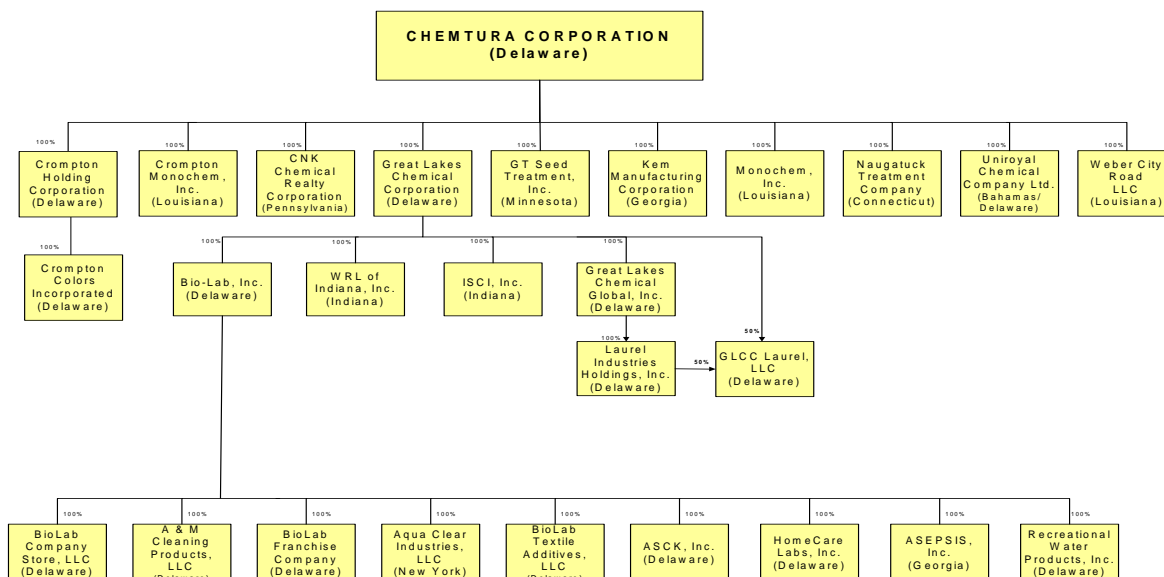 CHEMTURA CORPORATION
(Delaware)
100%
100%
100%
100%
100%
100%
100%
100%
100%
100%
Crompton
Holding
Corporation
(Delaware)
Crompton
Monochem,
Inc.
(Louisiana)
CNK
Chemical
Realty
Corporation
(Pennsylvania)
Great Lakes
Chemical
Corporation
(Delaware)
GT Seed
Treatment,
Inc.
(Minnesota)
Kem
Manufacturing
Corporation
(Georgia)
Monochem,
Inc.
(Louisiana)
Naugatuck
Treatment
Company
(Connecticut)
Uniroyal
Chemical
Company Ltd.
(Bahamas/
Delaware)
Weber City
Road
LLC
(Louisiana)
100%
100%
100%
100%
100%
Crompton
Colors
Incorporated
(Delaware)
Bio-Lab, Inc.
(Delaware)
WRL of
Indiana, Inc.
(Indiana)
ISCI, Inc.
(Indiana)
Great Lakes
Chemical
Global, Inc.
(Delaware)
100%
50%
Laurel
Industries
Holdings, Inc.
(Delaware)
50%
GLCC Laurel,
LLC
(Delaware)
100%
100%
100%
100%
100%
100%
100%
100%
100%
BioLab
Company
Store, LLC
(Delaware)
A & M
Cleaning
Products,
LLC
(Delaware)
BioLab
Franchise
Company
(Delaware)
Aqua Clear
Industries,
LLC
(New York)
BioLab
Textile
Additives,
LLC
(Delaware)
ASCK, Inc.
(Delaware)
HomeCare
Labs, Inc.
(Delaware)
ASEPSIS,
Inc.
(Georgia)
Recreational
Water
Products, Inc.
(Delaware)